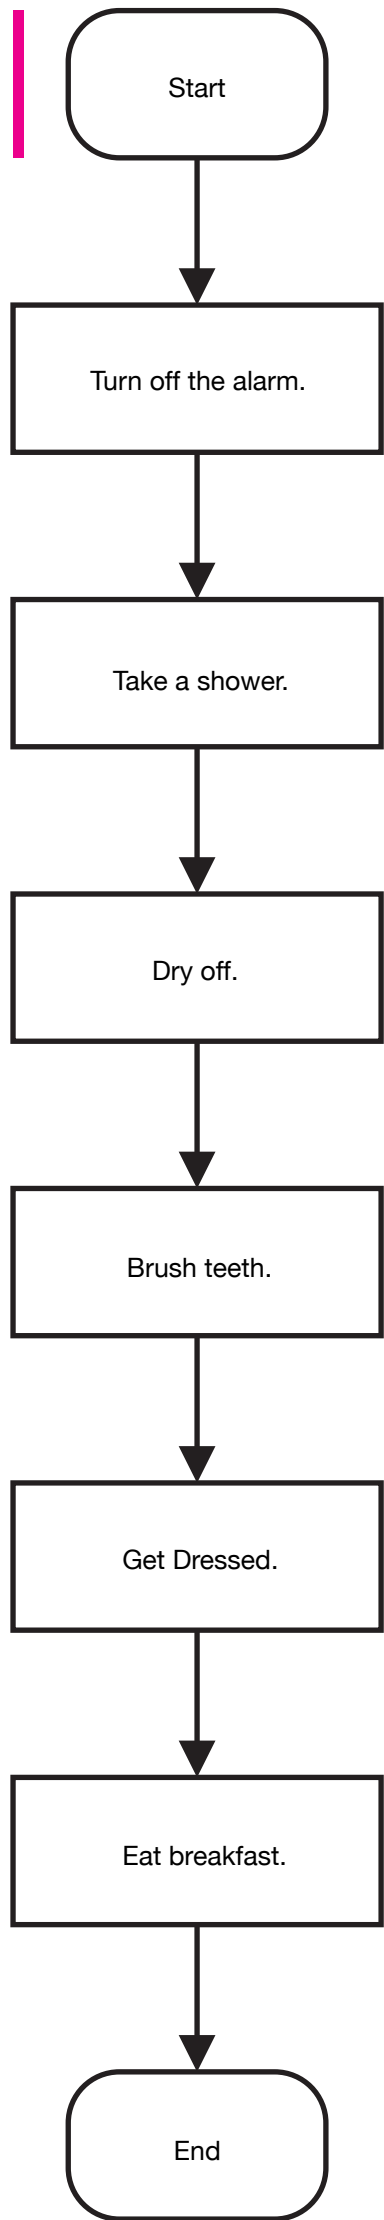 Start
Turn off the alarm.
Take a shower.
Dry off.
Brush teeth.
Get Dressed.
Eat breakfast.
End